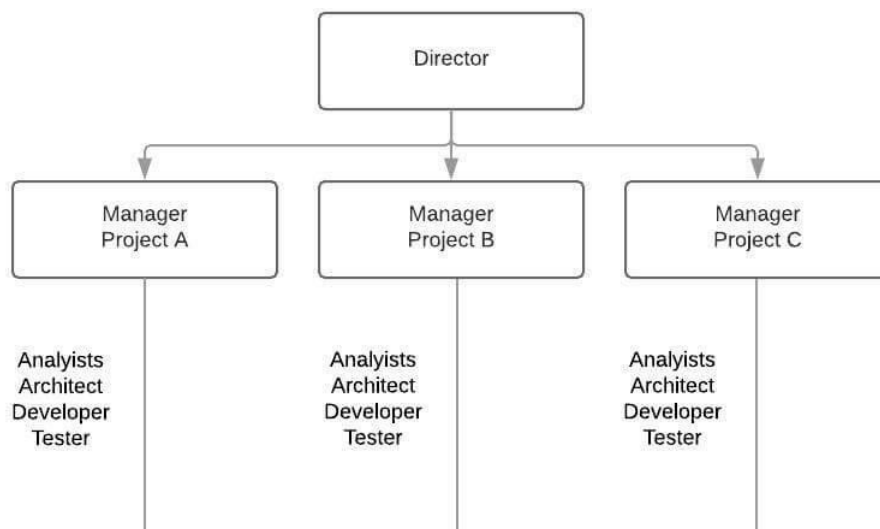 Director
Manager
Project A
Manager
Project B
Manager
Project C
Analyists
Architect
Developer
Tester
Analyists
Architect
Developer
Tester
Analyists
Architect
Developer
Tester